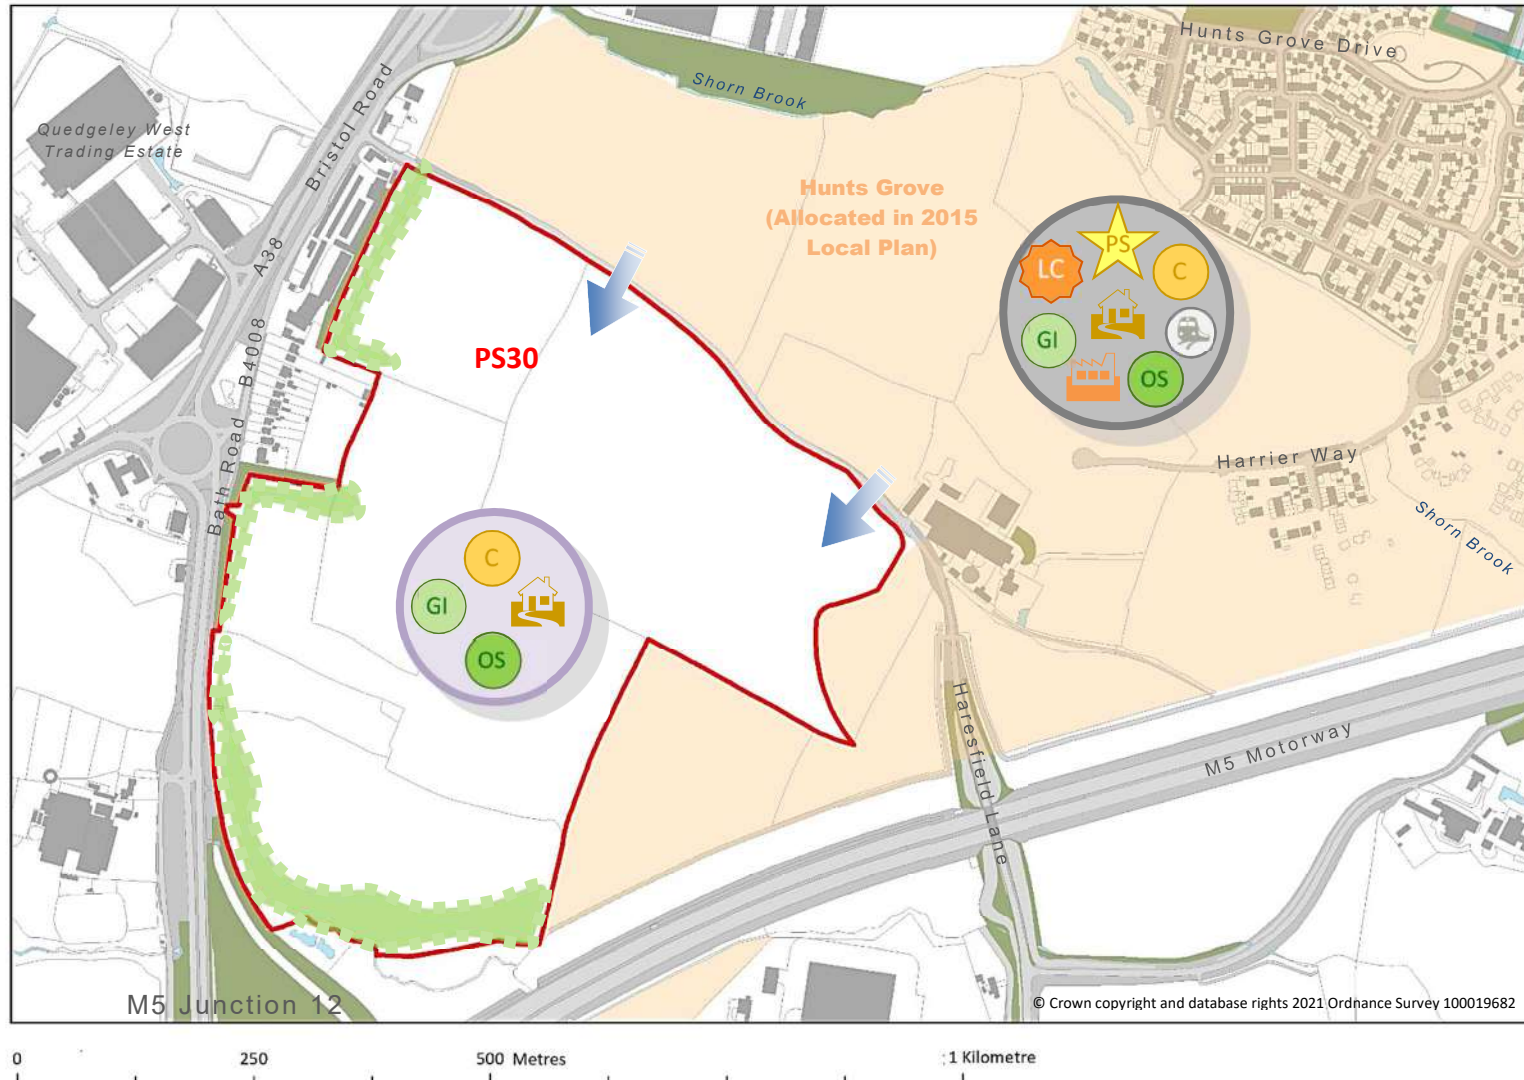 Hunts Grove Drive
Shorn Brook
Quedgeley West
Trading Estate
Bristol Road
Hunts Grove
(Allocated in 2015
Local Plan)
PS
LC
C
GI
OS
A38
B4008
PS30
Bath Road
Harrier Way
Shorn Brook
C
GI
OS
Haresfield Lane
M5 Motorway
M5 Junction 12
© Crown copyright and database rights 2021 Ordnance Survey 100019682
0 250 500 Metres 1 Kilometre